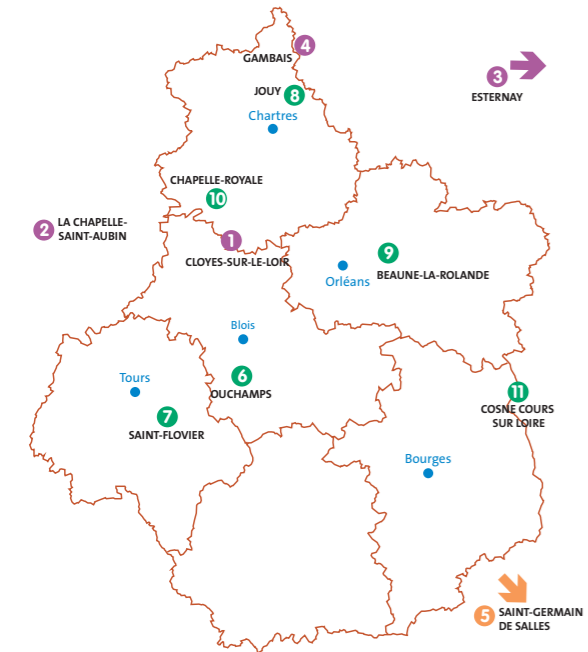 4
GAMBAIS
3
ESTERNAY
JOUY 8
Chartres
CHAPELLE-ROYALE
10
2 LA CHAPELLE-
SAINT-AUBIN
1
CLOYES-SUR-LE-LOIR
9
BEAUNE-LA-ROLANDE
Orléans
Blois
6
OUCHAMPS
Tours
7
SAINT-FLOVIER
11
COSNE COURS
SUR LOIRE
Bourges
5 SAINT-GERMAIN
DE SALLES